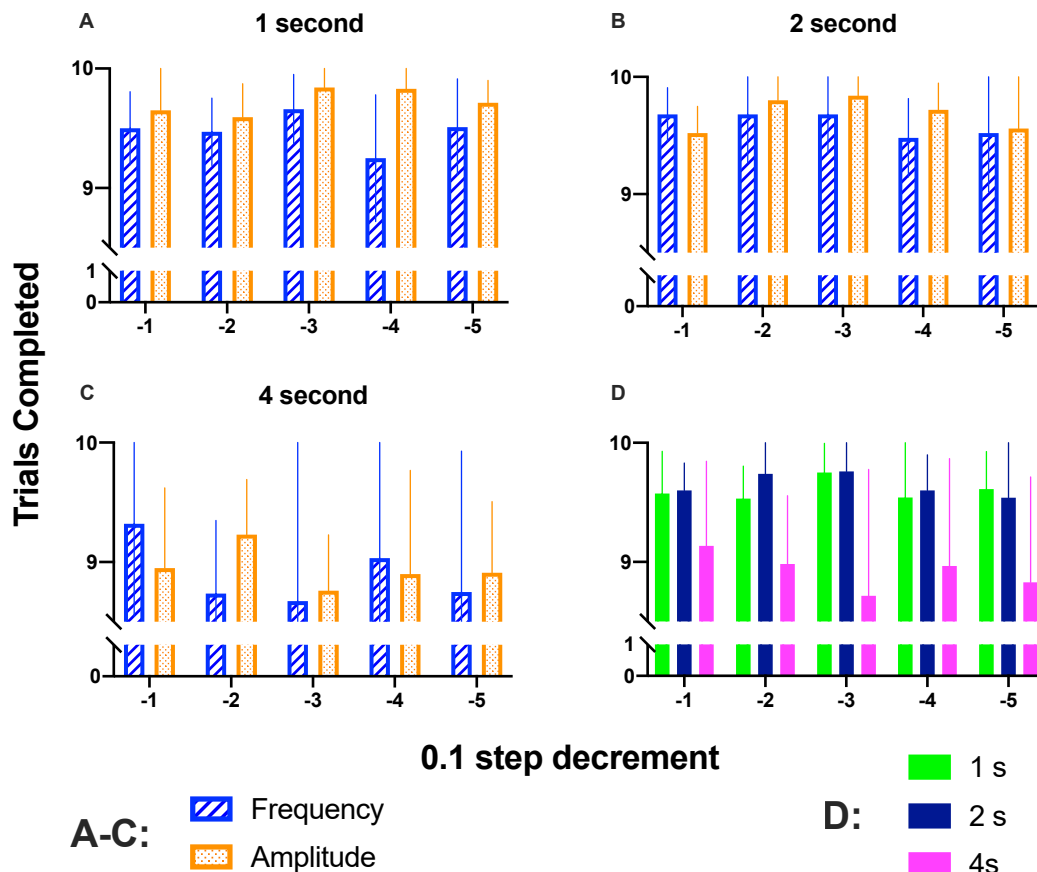 A
1 second
10
9
1
0
-1 -2 -3 -4 -5
B
2 second
10
9
0
-1 -2 -3 -4 -5
Trials Completed
C
4 second
10
9
0
-1 -2 -3 -4 -5
D
10
9
1
0
-1 -2 -3 -4 -5
0.1 step decrement
A-C:
Frequency
Amplitude
D:
1 s
2 s
4s